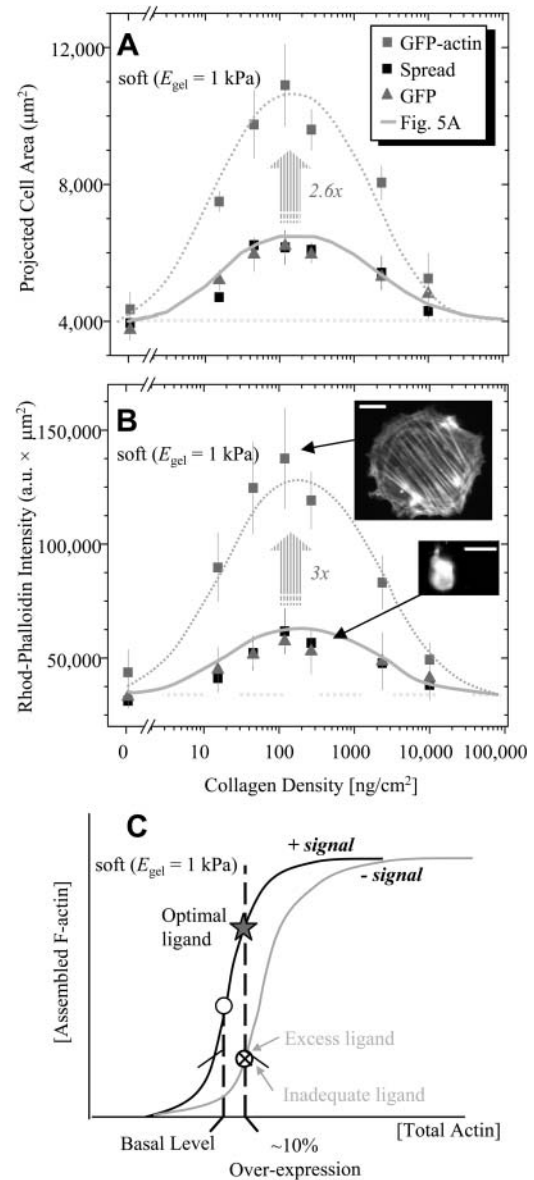 A
12,000
8,000
4,000
Projected Cell Area (μm²)
soft (E_gel = 1 kPa)
GFP-actin
Spread
GFP
Fig. 5A
2.6x
B
150,000
100,000
50,000
Rhod-Phalloidin Intensity (a.u. × μm²)
soft (E_gel = 1 kPa)
3x
0 10 100 1000 10,000 100,000
Collagen Density [ng/cm²]
C
soft (E_gel = 1 kPa)
+ signal
- signal
Optimal
ligand
[Assembled F-actin]
Excess ligand
Inadequate ligand
[Total Actin]
Basal Level
~10%
Over-expression